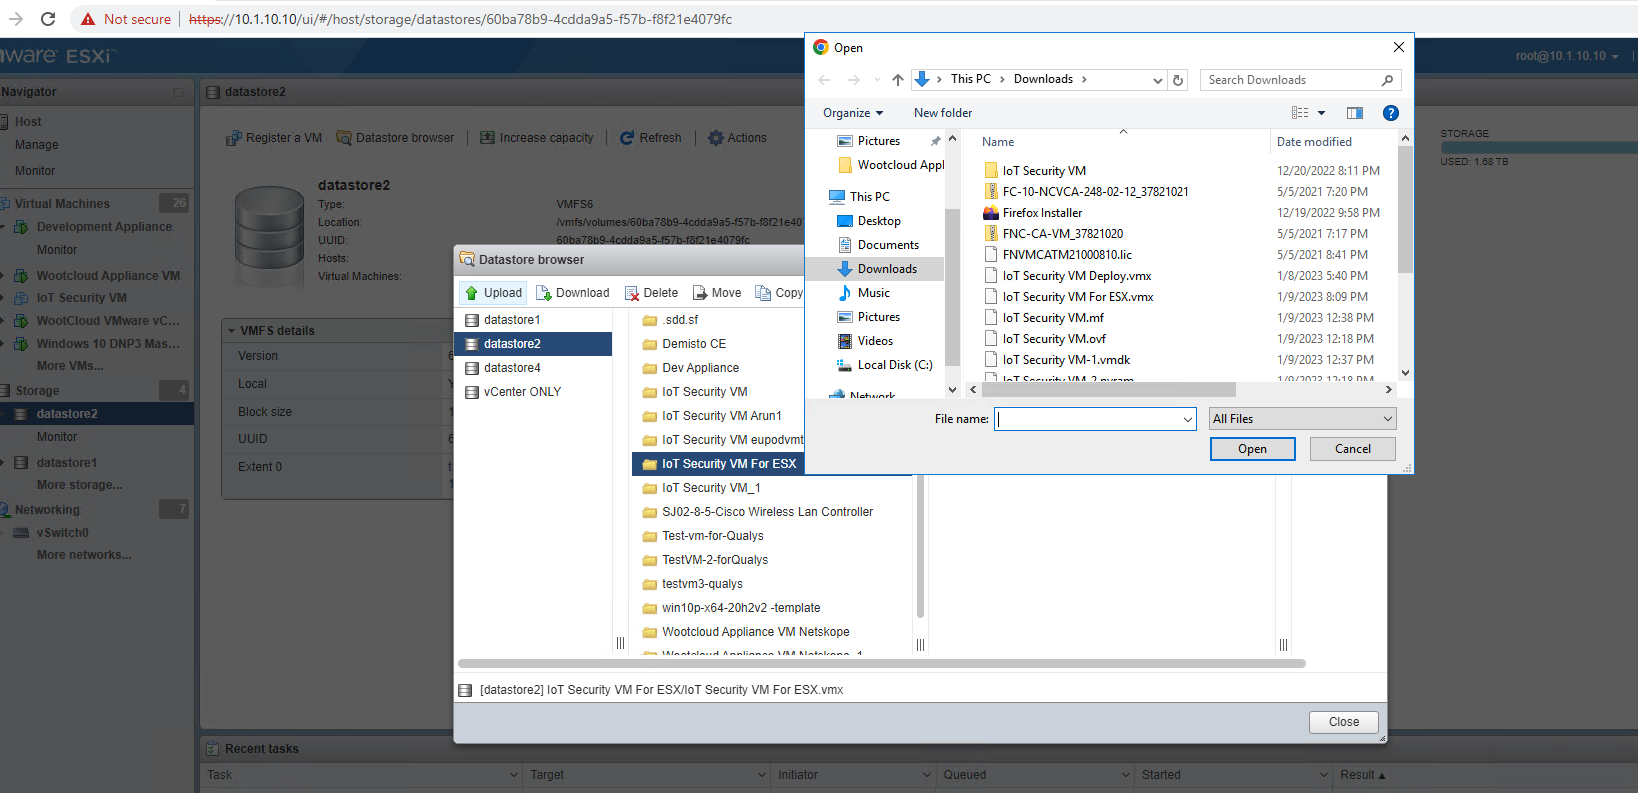 Not secure https://10.1.10.10/ui/#/host/storage/datastores/60ba78b9-4cdda9a5-f57b-f8f21e4079fc
ware ESXi™
root@10.1.10.10
Navigator
Host
Manage
Monitor
Virtual Machines 26
Development Appliance
Monitor
Wootcloud Appliance VM
IoT Security VM
WootCloud VMware vC...
Windows 10 DNP3 Mas...
More VMs...
Storage 4
datastore2
Monitor
datastore1
More storage...
Networking 7
vSwitch0
More networks...
datastore2
Register a VM Datastore browser Increase capacity Refresh Actions
datastore2
Type: VMFS6
Location: /vmfs/volumes/60ba78b9-4cdda9a5-f57b-f8f21e407
UUID: 60ba78b9-4cdda9a5-f57b-f8f21e4079fc
Hosts:
Virtual Machines:
STORAGE
USED: 1.68 TB
VMFS details
Version 6
Local Y
Block size 1
UUID 6
Extent 0 t
1
Datastore browser
Upload Download Delete Move Copy
datastore1
datastore2
datastore4
vCenter ONLY
.sdd.sf
Demisto CE
Dev Appliance
IoT Security VM
IoT Security VM Arun1
IoT Security VM eupodvmt
IoT Security VM For ESX
IoT Security VM_1
SJ02-8-5-Cisco Wireless Lan Controller
Test-vm-for-Qualys
TestVM-2-forQualys
testvm3-qualys
win10p-x64-20h2v2 -template
Wootcloud Appliance VM Netskope
Wootcloud Appliance VM Netskope_1
[datastore2] IoT Security VM For ESX/IoT Security VM For ESX.vmx
Close
Open
This PC Downloads
Search Downloads
Organize New folder
Pictures
Wootcloud Appl
This PC
Desktop
Documents
Downloads
Music
Pictures
Videos
Local Disk (C:)
Network
Name Date modified
IoT Security VM 12/20/2022 8:11 PM
FC-10-NCVCA-248-02-12_37821021 5/5/2021 7:20 PM
Firefox Installer 12/19/2022 9:58 PM
FNC-CA-VM_37821020 5/5/2021 7:17 PM
FNVMCATM21000810.lic 5/5/2021 8:41 PM
IoT Security VM Deploy.vmx 1/8/2023 5:40 PM
IoT Security VM For ESX.vmx 1/9/2023 8:09 PM
IoT Security VM.mf 1/9/2023 12:38 PM
IoT Security VM.ovf 1/9/2023 12:18 PM
IoT Security VM-1.vmdk 1/9/2023 12:37 PM
IoT Security VM-2.nvram 1/9/2023 12:18 PM
File name: All Files
Open Cancel
Recent tasks
Task Target Initiator Queued Started Result